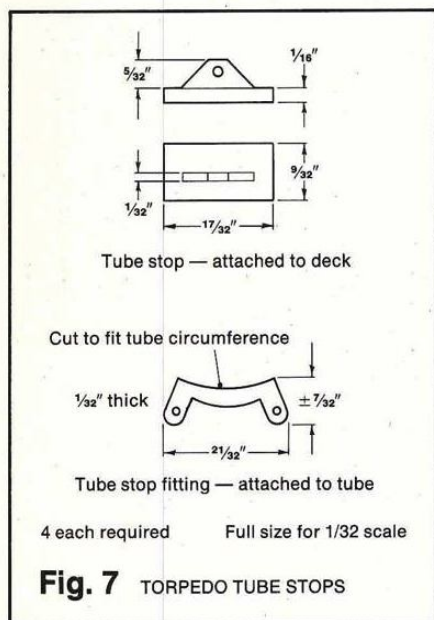 5/32"
1/16"
9/32"
1/32"
17/32"
Tube stop — attached to deck
Cut to fit tube circumference
1/32" thick
± 7/32"
21/32"
Tube stop fitting — attached to tube
4 each required Full size for 1/32 scale
Fig. 7 TORPEDO TUBE STOPS